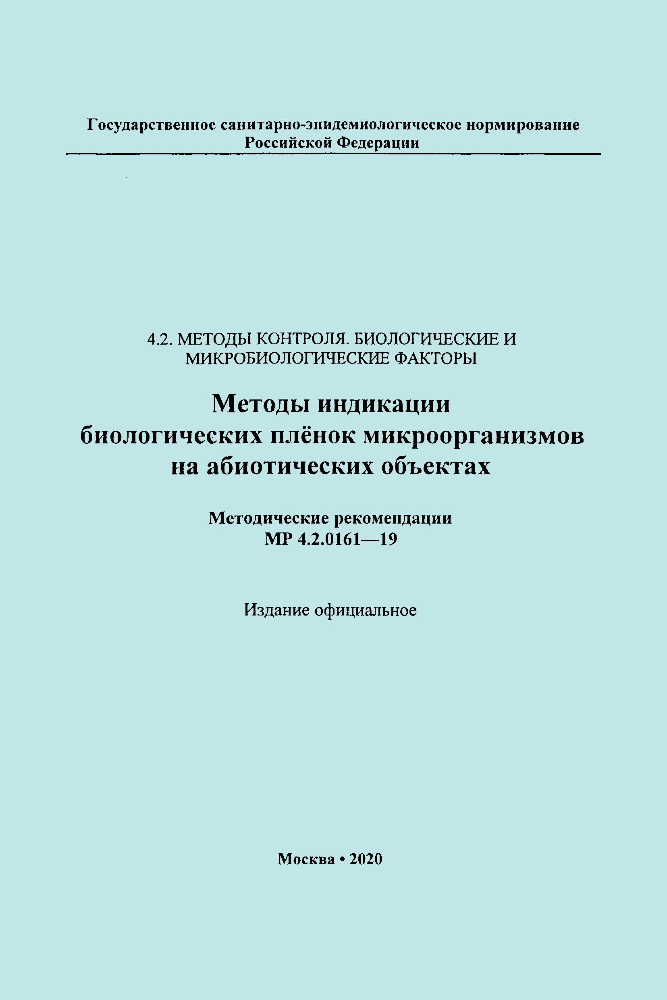 Государственное санитарно-эпидемиологическое нормирование
Российской Федерации
4.2. МЕТОДЫ КОНТРОЛЯ. БИОЛОГИЧЕСКИЕ И
МИКРОБИОЛОГИЧЕСКИЕ ФАКТОРЫ
Методы индикации
биологических плёнок микроорганизмов
на абиотических объектах
Методические рекомендации
МР 4.2.0161—19
Издание официальное
Москва • 2020